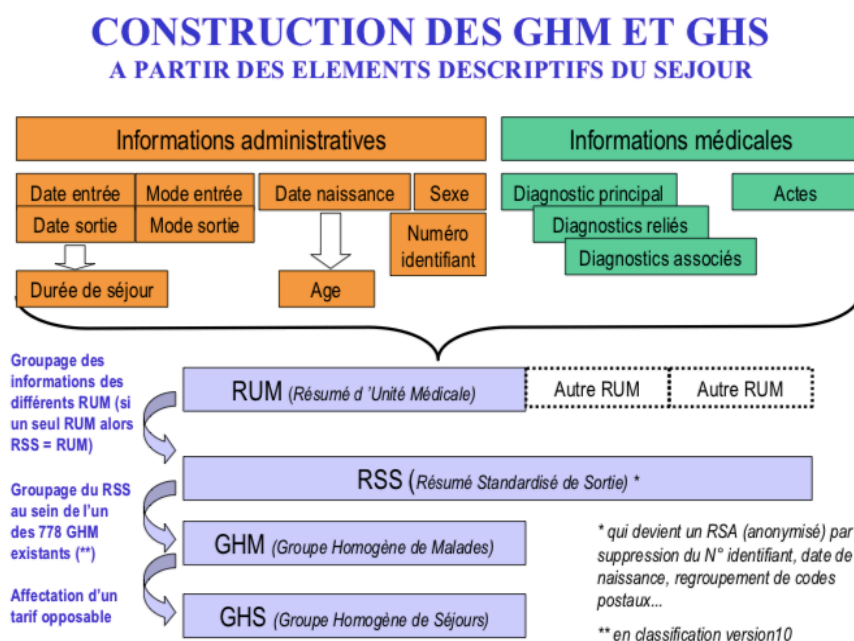 CONSTRUCTION DES GHM ET GHS
A PARTIR DES ELEMENTS DESCRIPTIFS DU SEJOUR
Informations administratives
Informations médicales
Date entrée
Mode entrée
Date naissance
Sexe
Diagnostic principal
Actes
Date sortie
Mode sortie
Numéro
identifiant
Diagnostics reliés
Diagnostics associés
Durée de séjour
Age
Groupage des
informations des
différents RUM (si
un seul RUM alors
RSS = RUM)
RUM (Résumé d 'Unité Médicale)
Autre RUM
Autre RUM
RSS (Résumé Standardisé de Sortie) *
Groupage du RSS
au sein de l'un
des 778 GHM
existants (**)
GHM (Groupe Homogène de Malades)
Affectation d'un
tarif opposable
GHS (Groupe Homogène de Séjours)
* qui devient un RSA (anonymisé) par
suppression du N° identifiant, date de
naissance, regroupement de codes
postaux...
** en classification version10